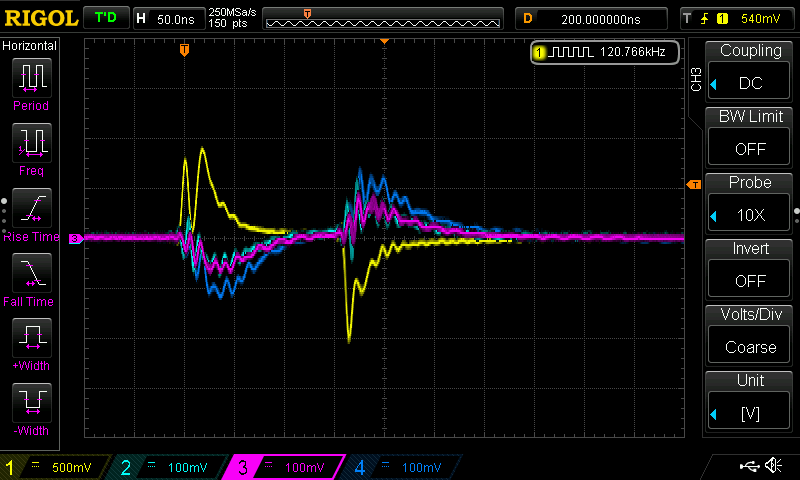 RIGOL T'D H 50.0ns 250MSa/s D 200.000000ns T 1 540mV
150 pts
T
Horizontal
1 120.766kHz
Period
Freq
Rise Time
Fall Time
+Width
-Width
T
3
T
CH3
Coupling
DC
BW Limit
OFF
Probe
10X
Invert
OFF
Volts/Div
Coarse
Unit
[V]
1 500mV 2 100mV 3 100mV 4 100mV